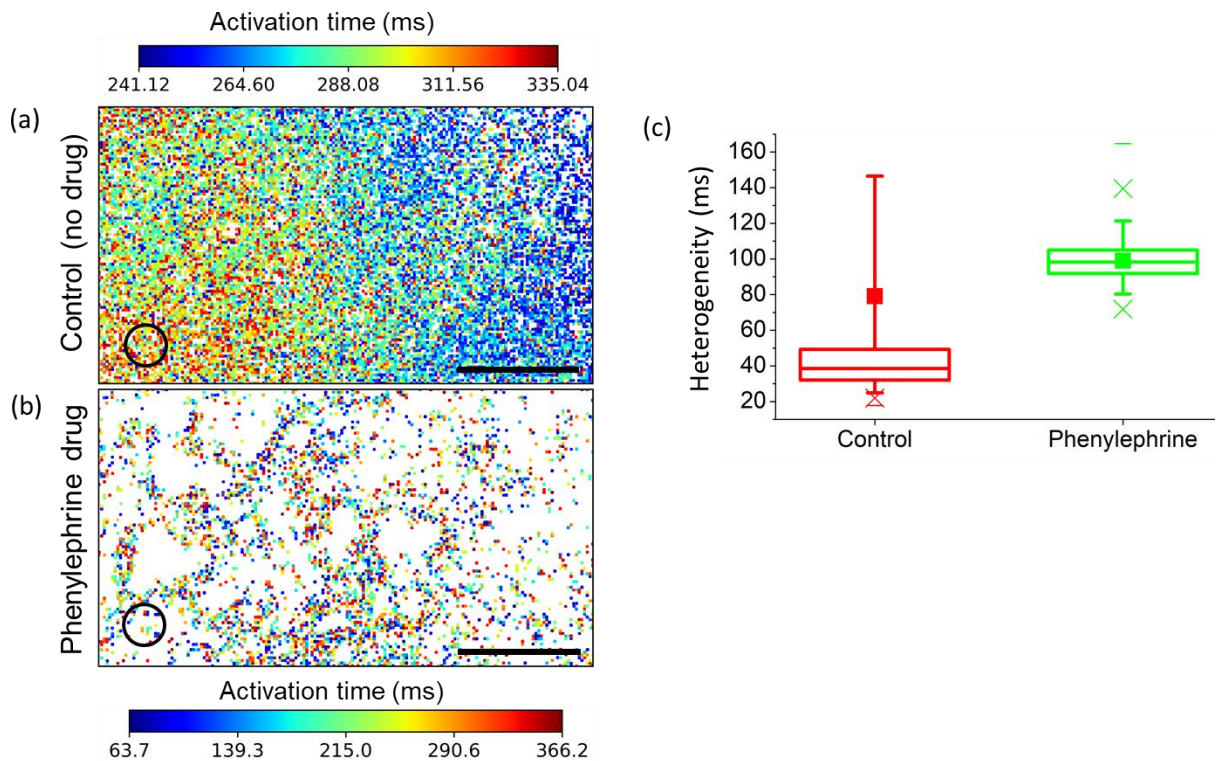 Activation time (ms)
241.12 264.60 288.08 311.56 335.04
(a)
Control (no drug)
(b)
Phenylephrine drug
Activation time (ms)
63.7 139.3 215.0 290.6 366.2
(c)
Heterogeneity (ms)
160
140
120
100
80
60
40
20
Control Phenylephrine